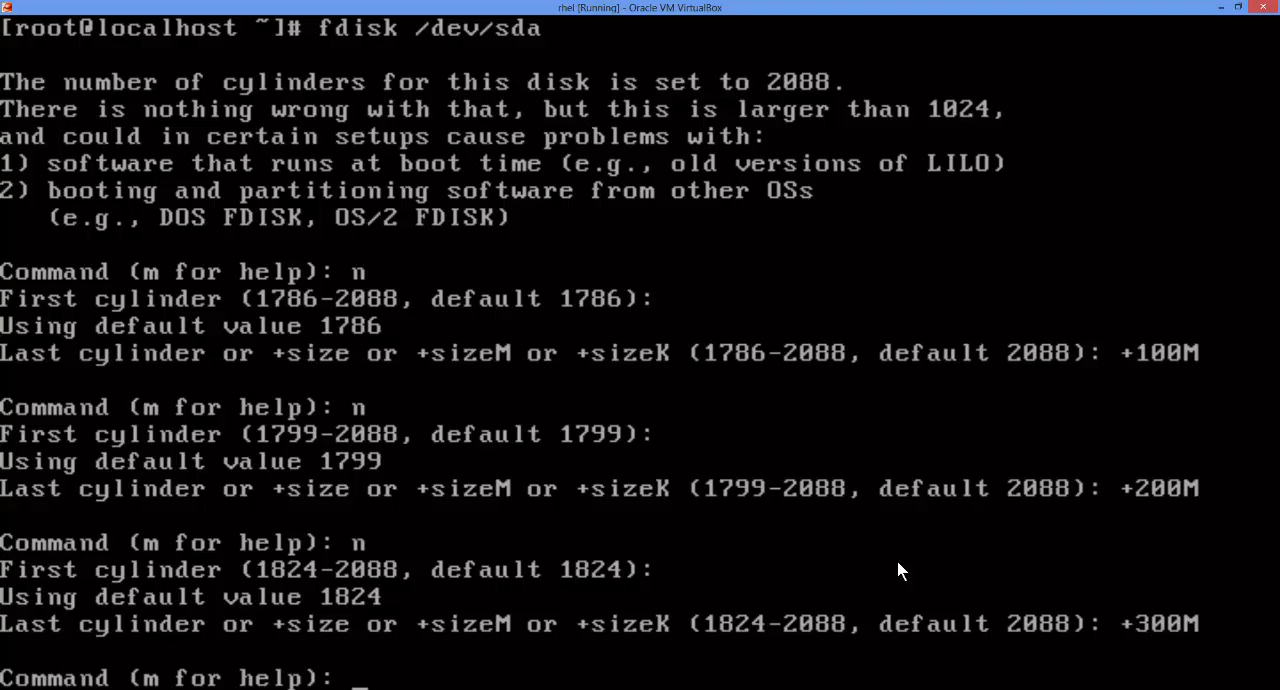 rhel [Running] - Oracle VM VirtualBox
[root@localhost ~]# fdisk /dev/sda
The number of cylinders for this disk is set to 2088.
There is nothing wrong with that, but this is larger than 1024,
and could in certain setups cause problems with:
1) software that runs at boot time (e.g., old versions of LILO)
2) booting and partitioning software from other OSs
(e.g., DOS FDISK, OS/2 FDISK)
Command (m for help): n
First cylinder (1786-2088, default 1786):
Using default value 1786
Last cylinder or +size or +sizeM or +sizeK (1786-2088, default 2088): +100M
Command (m for help): n
First cylinder (1799-2088, default 1799):
Using default value 1799
Last cylinder or +size or +sizeM or +sizeK (1799-2088, default 2088): +200M
Command (m for help): n
First cylinder (1824-2088, default 1824):
Using default value 1824
Last cylinder or +size or +sizeM or +sizeK (1824-2088, default 2088): +300M
Command (m for help): _